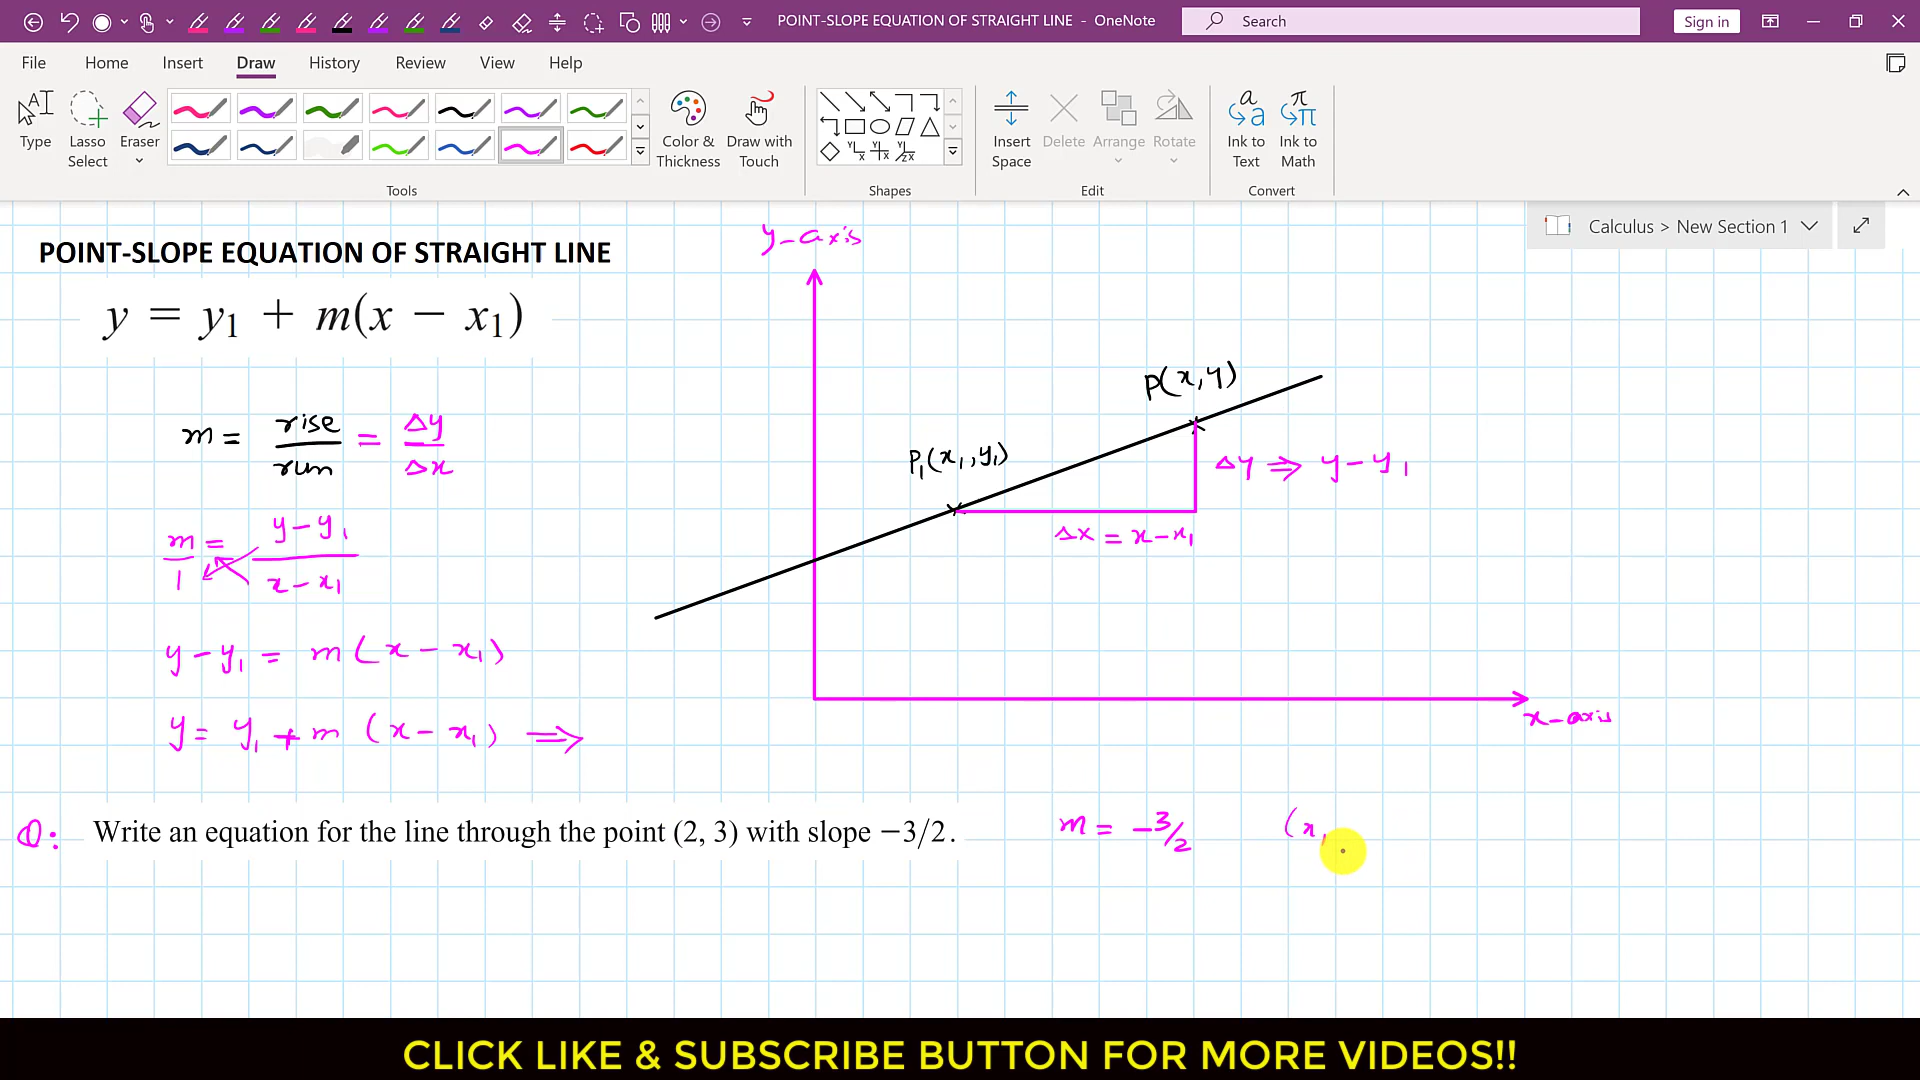 POINT-SLOPE EQUATION OF STRAIGHT LINE - OneNote
Search
Sign in
File Home Insert Draw History Review View Help
Type
Lasso Select
Eraser
Color & Thickness
Draw with Touch
Insert Space
Delete
Arrange
Rotate
Ink to Text
Ink to Math
Tools
Shapes
Edit
Convert
Calculus > New Section 1
POINT-SLOPE EQUATION OF STRAIGHT LINE
y = y₁ + m(x − x₁)
m = rise/run = Δy/Δx
m/1 = (y - y₁)/(x - x₁)
y - y₁ = m (x - x₁)
y = y₁ + m (x - x₁) ⇒
y-axis
P(x, y)
P₁(x₁, y₁)
Δy ⇒ y - y₁
Δx = x - x₁
x-axis
Q: Write an equation for the line through the point (2, 3) with slope −3/2.
m = -3/2 (x,
CLICK LIKE & SUBSCRIBE BUTTON FOR MORE VIDEOS!!